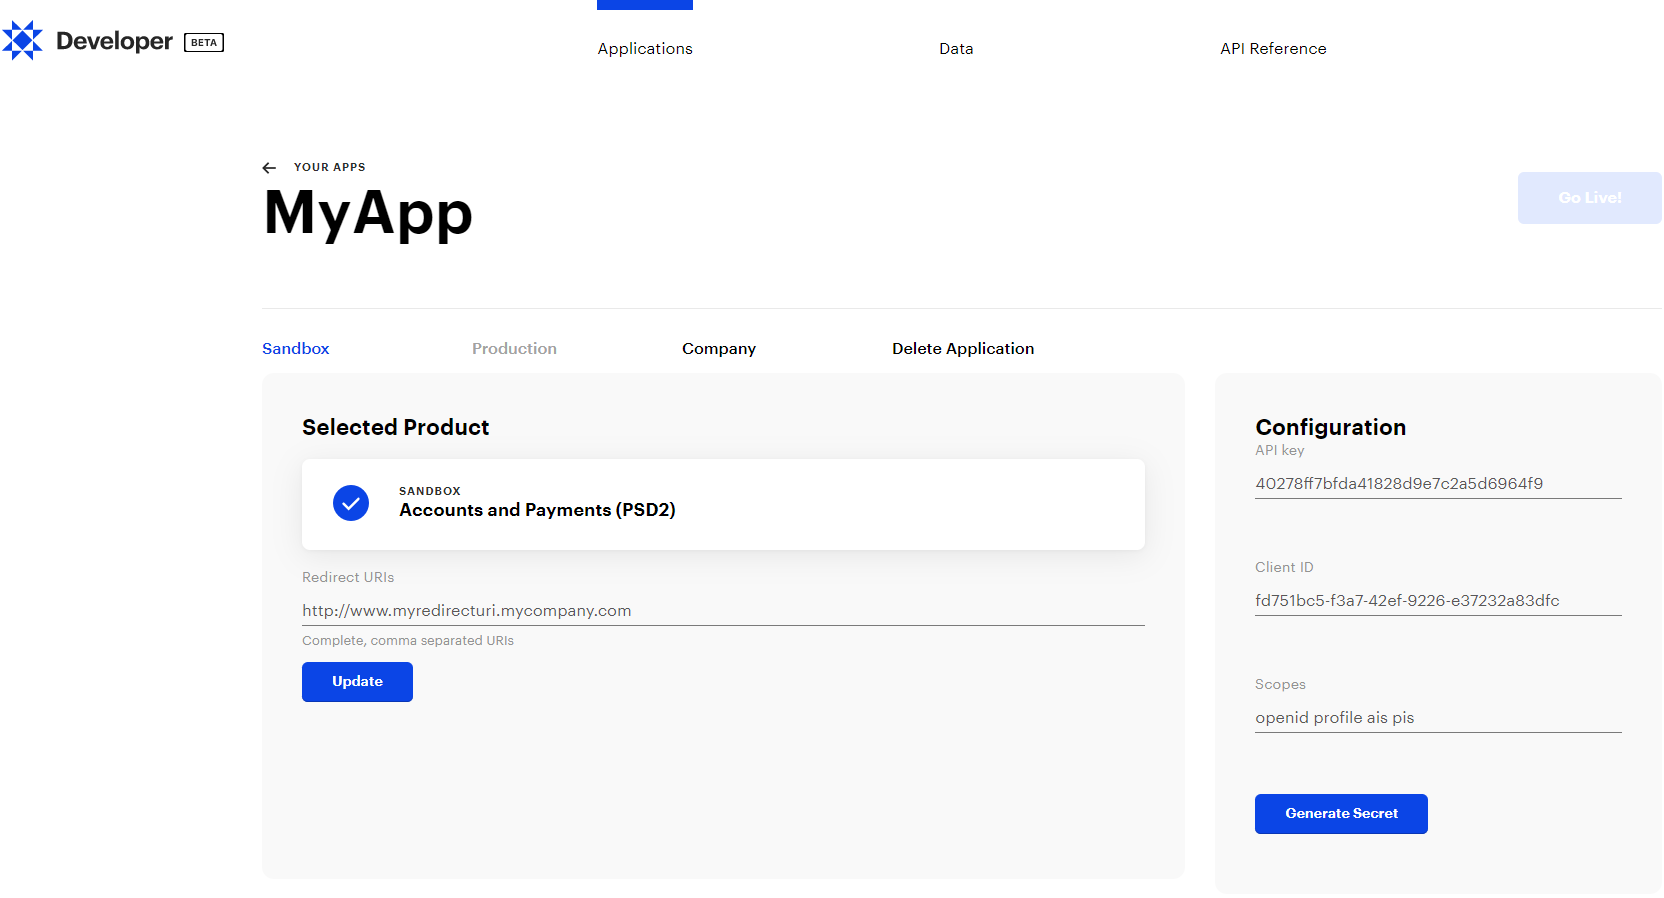 Developer BETA
Applications
Data
API Reference
YOUR APPS
MyApp
Go Live!
Sandbox
Production
Company
Delete Application
Selected Product
SANDBOX
Accounts and Payments (PSD2)
Redirect URIs
http://www.myredirecturi.mycompany.com
Complete, comma separated URIs
Update
Configuration
API key
40278ff7bfda41828d9e7c2a5d6964f9
Client ID
fd751bc5-f3a7-42ef-9226-e37232a83dfc
Scopes
openid profile ais pis
Generate Secret